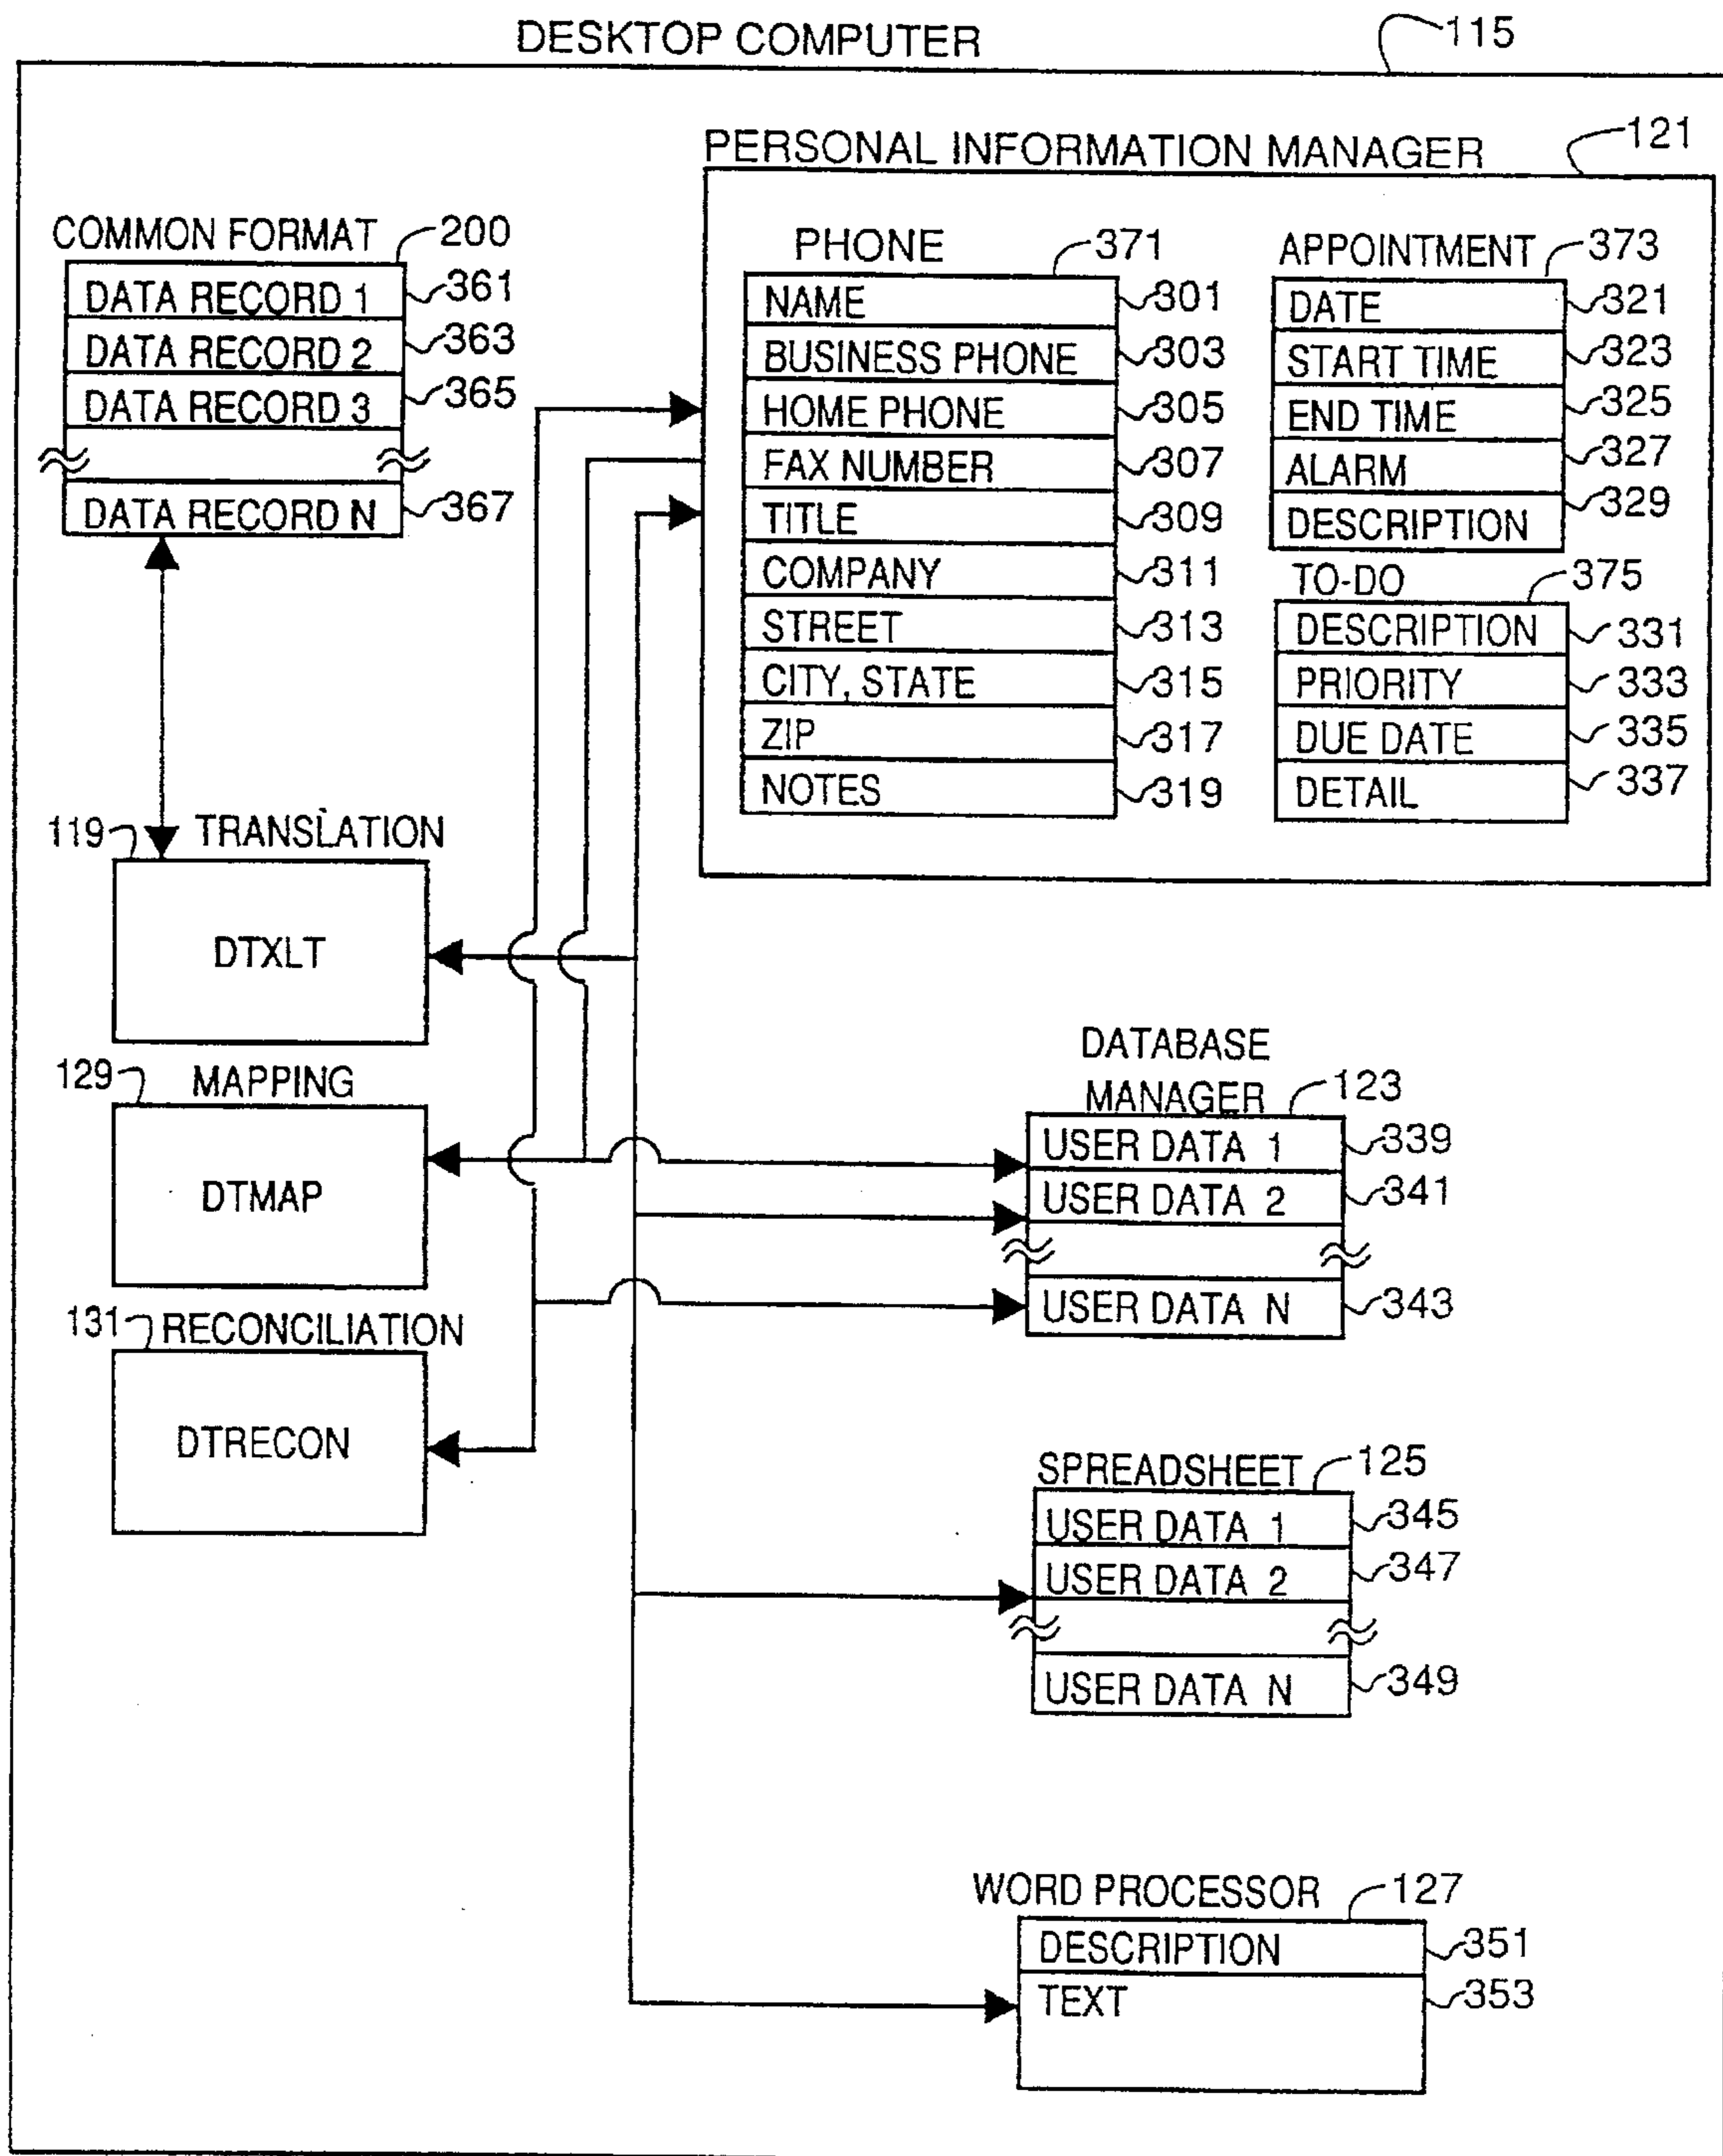 DESKTOP COMPUTER
115
PERSONAL INFORMATION MANAGER
121
COMMON FORMAT
200
DATA RECORD 1
361
DATA RECORD 2
363
DATA RECORD 3
365
DATA RECORD N
367
PHONE
371
NAME
301
BUSINESS PHONE
303
HOME PHONE
305
FAX NUMBER
307
TITLE
309
COMPANY
311
STREET
313
CITY, STATE
315
ZIP
317
NOTES
319
APPOINTMENT
373
DATE
321
START TIME
323
END TIME
325
ALARM
327
DESCRIPTION
329
TO-DO
375
DESCRIPTION
331
PRIORITY
333
DUE DATE
335
DETAIL
337
119
TRANSLATION
DTXLT
129
MAPPING
DTMAP
131
RECONCILIATION
DTRECON
DATABASE
MANAGER
123
USER DATA 1
339
USER DATA 2
341
USER DATA N
343
SPREADSHEET
125
USER DATA 1
345
USER DATA 2
347
USER DATA N
349
WORD PROCESSOR
127
DESCRIPTION
351
TEXT
353